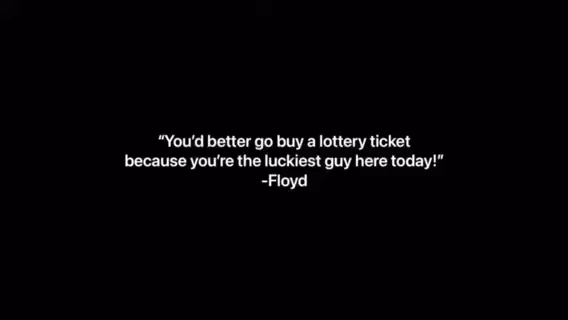 “You’d better go buy a lottery ticket
because you’re the luckiest guy here today!”
-Floyd